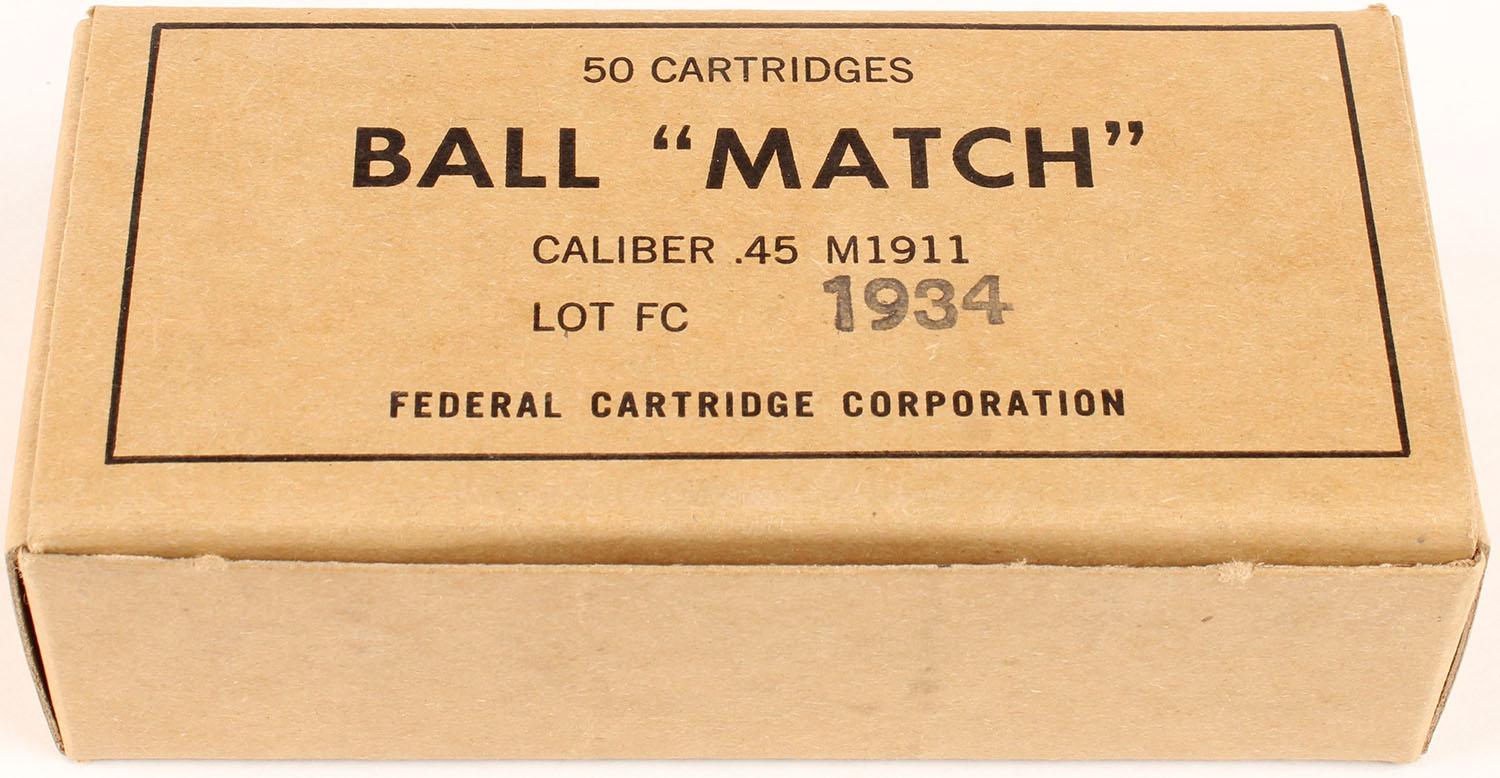 50 CARTRIDGES
BALL “MATCH”
CALIBER .45 M1911
LOT FC 1934
FEDERAL CARTRIDGE CORPORATION